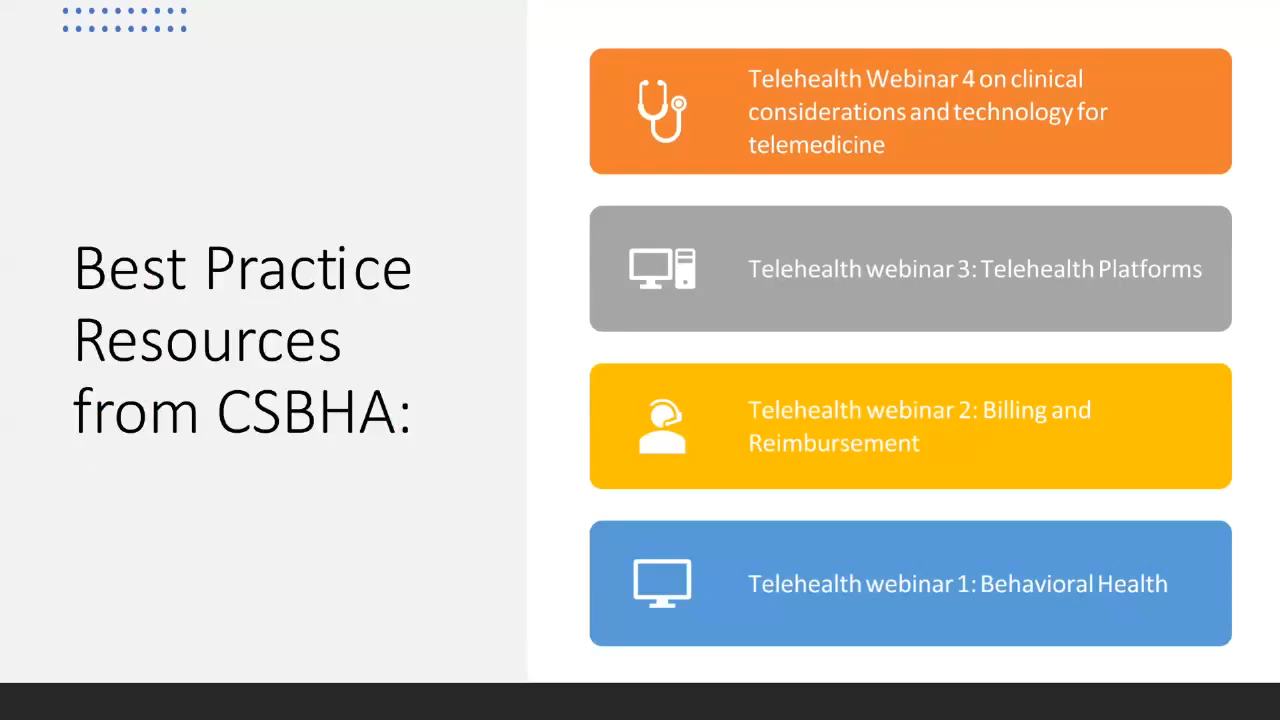 Best Practice
Resources
from CSBHA:
Telehealth Webinar 4 on clinical
considerations and technology for
telemedicine
Telehealth webinar 3: Telehealth Platforms
Telehealth webinar 2: Billing and
Reimbursement
Telehealth webinar 1: Behavioral Health